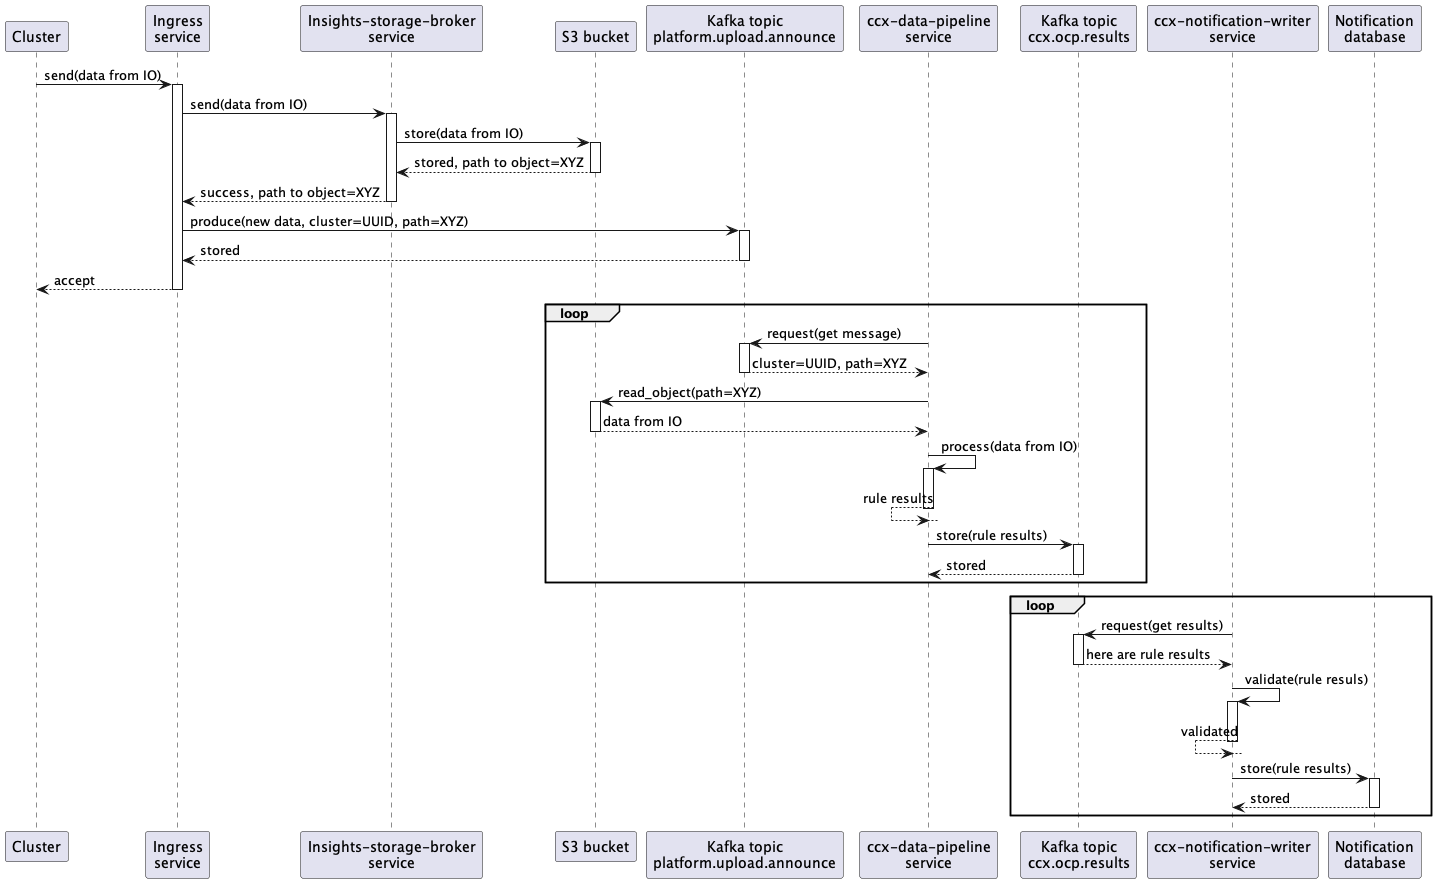 Cluster
Ingress
service
Insights-storage-broker
service
S3 bucket
Kafka topic
platform.upload.announce
ccx-data-pipeline
service
Kafka topic
ccx.ocp.results
ccx-notification-writer
service
Notification
database
send(data from IO)
send(data from IO)
store(data from IO)
stored, path to object=XYZ
success, path to object=XYZ
produce(new data, cluster=UUID, path=XYZ)
stored
accept
loop
request(get message)
cluster=UUID, path=XYZ
read_object(path=XYZ)
data from IO
process(data from IO)
rule results
store(rule results)
stored
loop
request(get results)
here are rule results
validate(rule resuls)
validated
store(rule results)
stored
Cluster
Ingress
service
Insights-storage-broker
service
S3 bucket
Kafka topic
platform.upload.announce
ccx-data-pipeline
service
Kafka topic
ccx.ocp.results
ccx-notification-writer
service
Notification
database